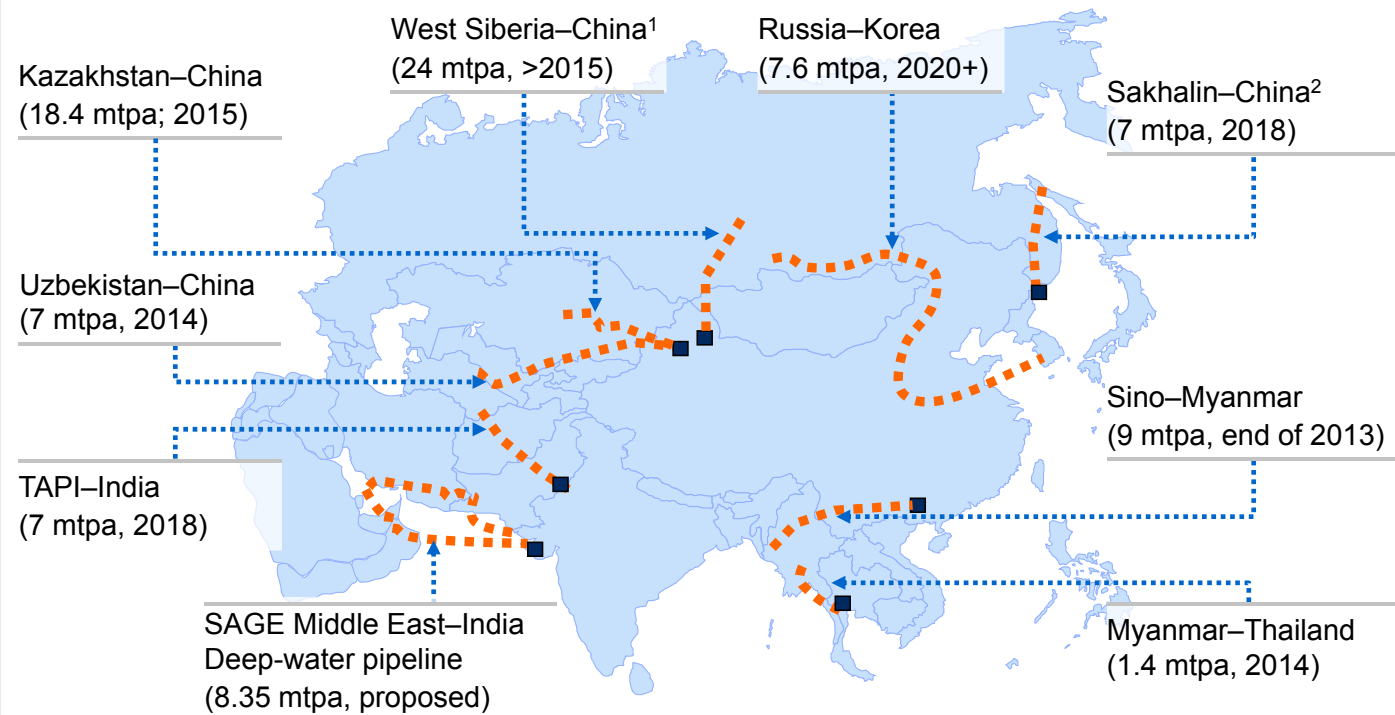 West Siberia–China¹
(24 mtpa, >2015)
Russia–Korea
(7.6 mtpa, 2020+)
Kazakhstan–China
(18.4 mtpa; 2015)
Sakhalin–China²
(7 mtpa, 2018)
Uzbekistan–China
(7 mtpa, 2014)
Sino–Myanmar
(9 mtpa, end of 2013)
TAPI–India
(7 mtpa, 2018)
SAGE Middle East–India
Deep-water pipeline
(8.35 mtpa, proposed)
Myanmar–Thailand
(1.4 mtpa, 2014)